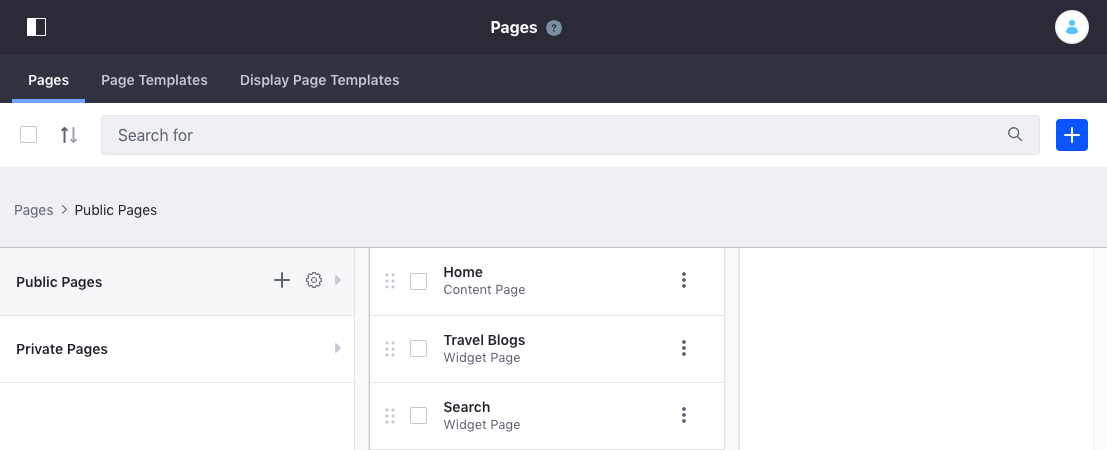 Pages ?
Pages Page Templates Display Page Templates
Search for
Pages > Public Pages
Public Pages
Private Pages
Home
Content Page
Travel Blogs
Widget Page
Search
Widget Page